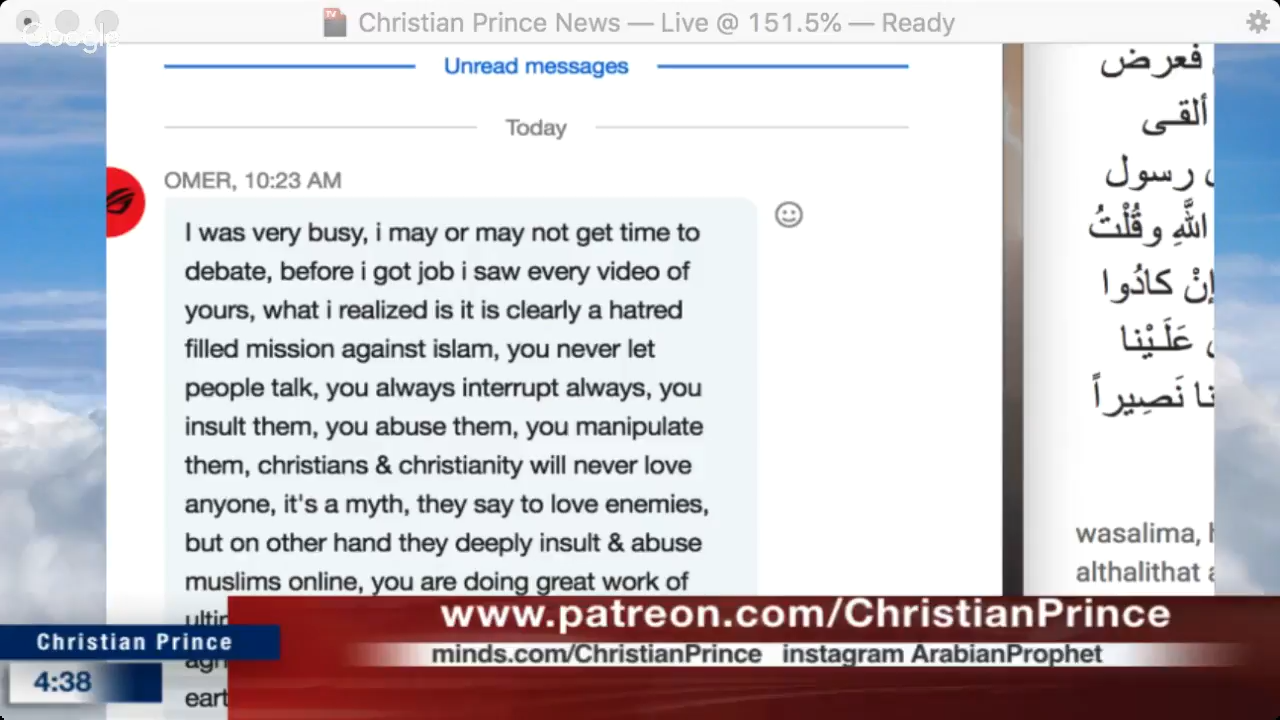 Christian Prince News — Live @ 151.5% — Ready
Google
Unread messages
Today
OMER, 10:23 AM
I was very busy, i may or may not get time to
debate, before i got job i saw every video of
yours, what i realized is it is clearly a hatred
filled mission against islam, you never let
people talk, you always interrupt always, you
insult them, you abuse them, you manipulate
them, christians & christianity will never love
anyone, it's a myth, they say to love enemies,
but on other hand they deeply insult & abuse
muslims online, you are doing great work of
فعرض
ألقى
رسول
اللَّهِ وقُلْتُ
إنْ كادُوا
عَلَيْنا
نَصِيراً
wasalima,
althalithat
www.patreon.com/ChristianPrince
minds.com/ChristianPrince instagram ArabianProphet
Christian Prince
4:38